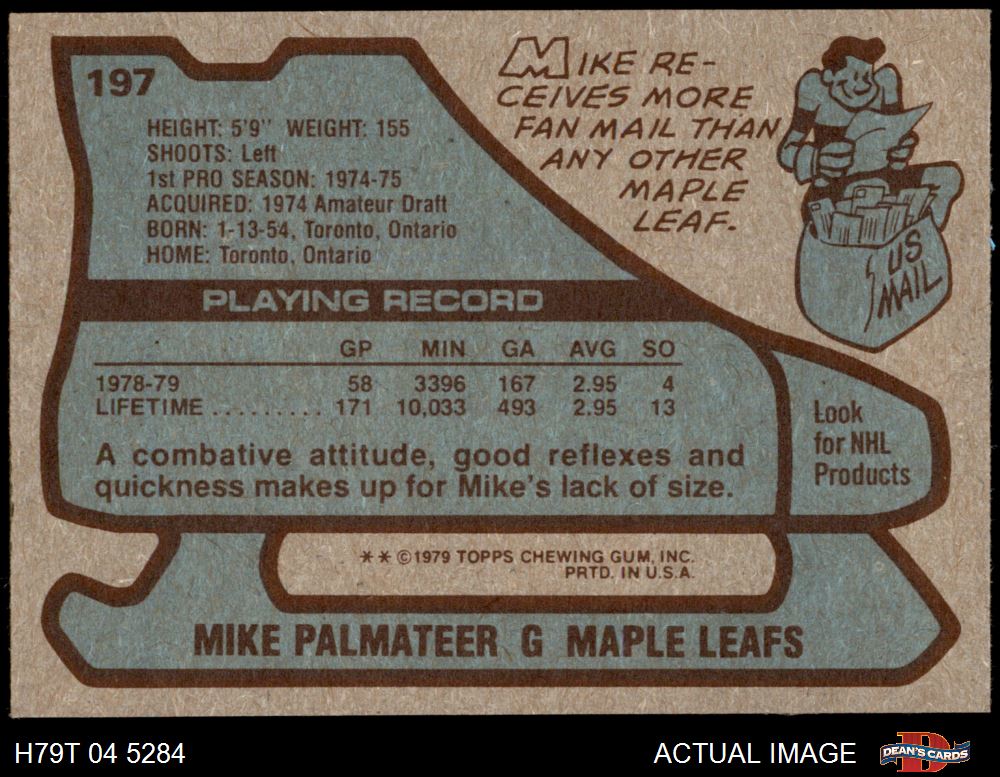 197
HEIGHT: 5'9" WEIGHT: 155
SHOOTS: Left
1st PRO SEASON: 1974-75
ACQUIRED: 1974 Amateur Draft
BORN: 1-13-54, Toronto, Ontario
HOME: Toronto, Ontario
MIKE RE-
CEIVES MORE
FAN MAIL THAN
ANY OTHER
MAPLE
LEAF.
US
MAIL
PLAYING RECORD
GP MIN GA AVG SO
1978-79 58 3396 167 2.95 4
LIFETIME ......... 171 10,033 493 2.95 13
A combative attitude, good reflexes and
quickness makes up for Mike's lack of size.
Look
for NHL
Products
** ©1979 TOPPS CHEWING GUM, INC.
PRTD. IN U.S.A.
MIKE PALMATEER G MAPLE LEAFS
H79T 04 5284 ACTUAL IMAGE DEAN'S CARDS